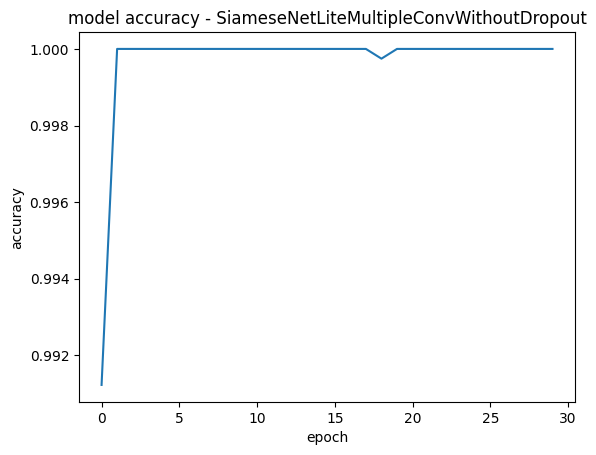 model accuracy - SiameseNetLiteMultipleConvWithoutDropout
1.000
0.998
0.996
0.994
0.992
accuracy
0 5 10 15 20 25 30
epoch